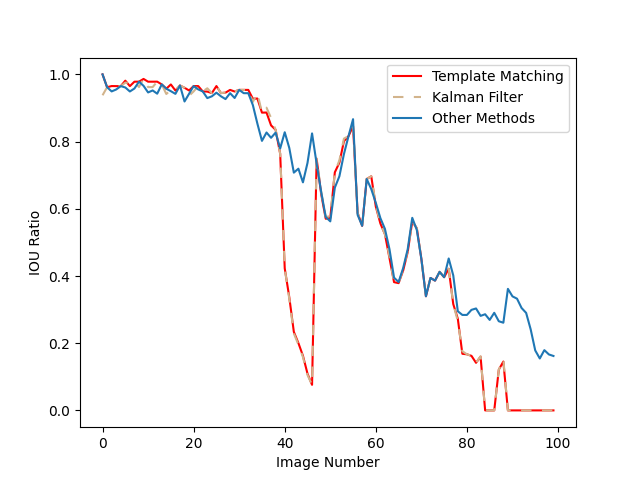 Template Matching
Kalman Filter
Other Methods
1.0
0.8
0.6
0.4
0.2
0.0
IOU Ratio
0 20 40 60 80 100
Image Number